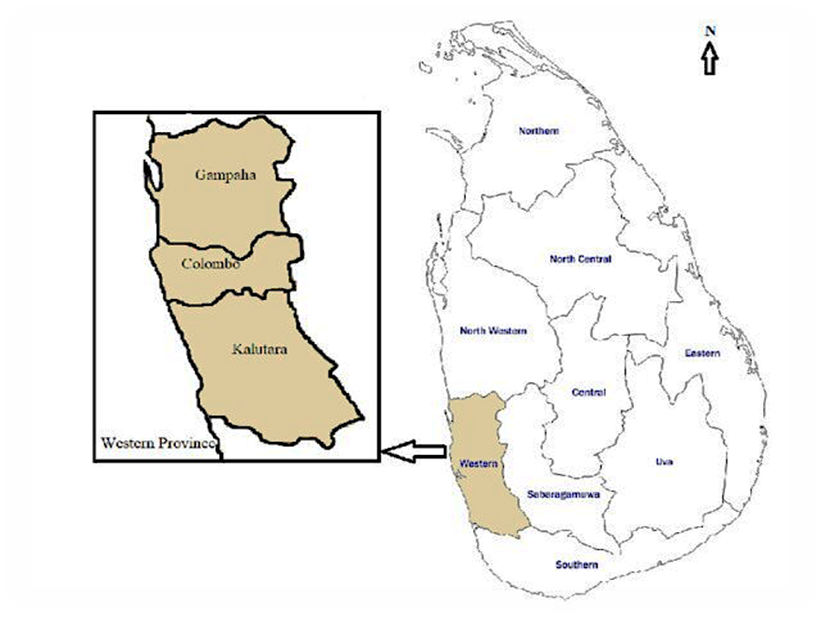 N
Northern
Gampaha
Colombo
North Central
North Western
Kalutara
Eastern
Central
Western Province
Western
Uva
Sabaragamuwa
Southern